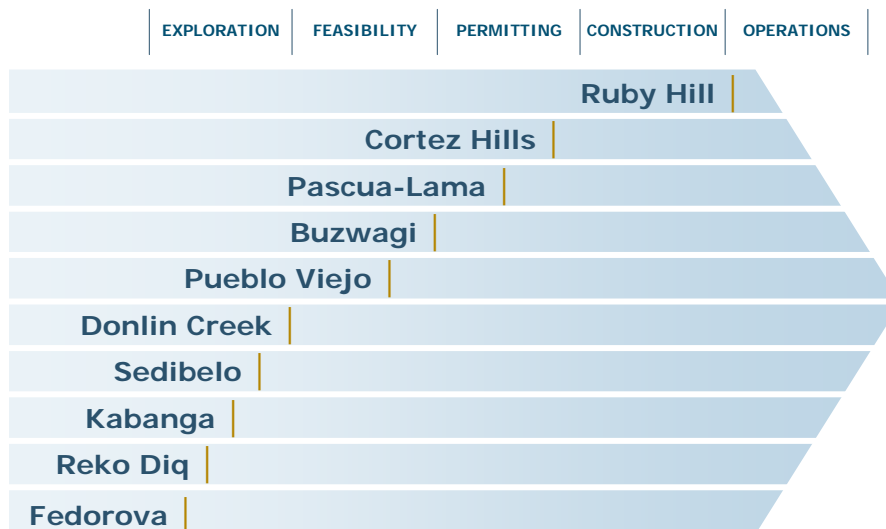 EXPLORATION FEASIBILITY PERMITTING CONSTRUCTION OPERATIONS
Ruby Hill
Cortez Hills
Pascua-Lama
Buzwagi
Pueblo Viejo
Donlin Creek
Sedibelo
Kabanga
Reko Diq
Fedorova